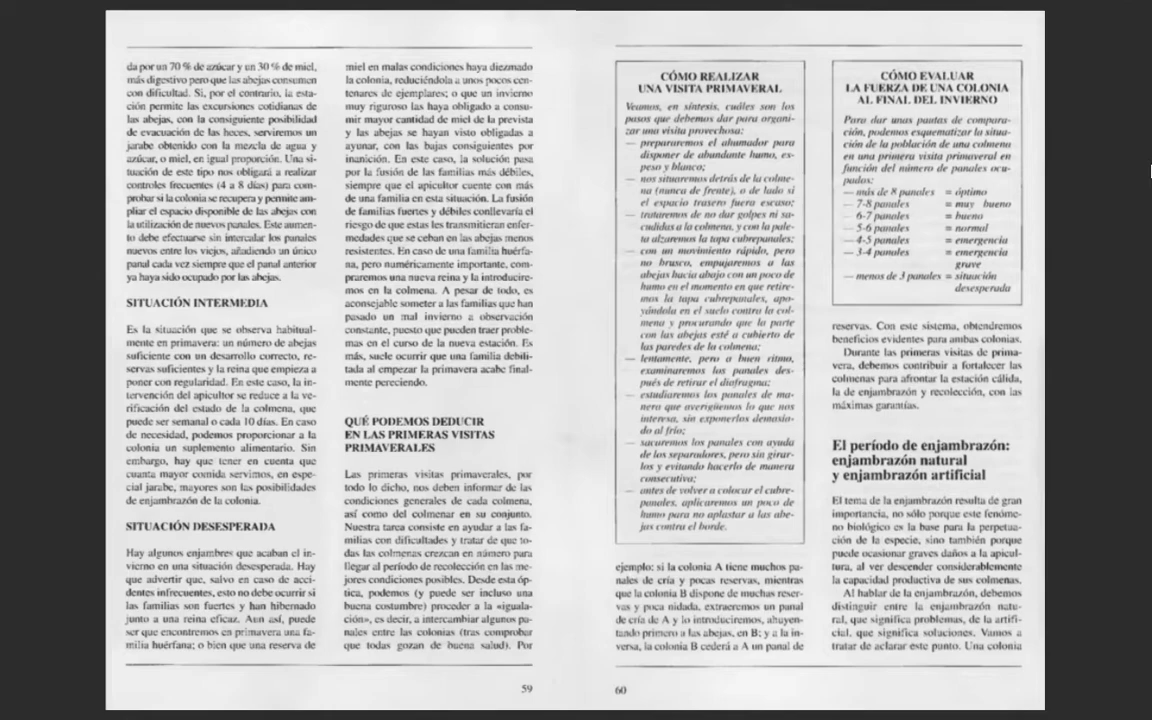 da por un 70 % de azúcar y un 30 % de miel,
más digestivo pero que las abejas consumen
con dificultad. Si, por el contrario, la esta-
ción permite las excursiones cotidianas de
las abejas, con la consiguiente posibilidad
de evacuación de las heces, serviremos un
jarabe obtenido con la mezcla de agua y
azúcar, o miel, en igual proporción. Una si-
tuación de este tipo nos obligará a realizar
controles frecuentes (4 a 8 días) para com-
probar si la colonia se recupera y permite am-
pliar el espacio disponible de las abejas con
la utilización de nuevos panales. Este aumen-
to debe efectuarse sin intercalar los panales
nuevos entre los viejos, añadiendo un único
panal cada vez siempre que el panal anterior
ya haya sido ocupado por las abejas.
SITUACIÓN INTERMEDIA
Es la situación que se observa habitual-
mente en primavera: un número de abejas
suficiente con un desarrollo correcto, re-
servas suficientes y la reina que empieza a
poner con regularidad. En este caso, la in-
tervención del apicultor se reduce a la ve-
rificación del estado de la colmena, que
puede ser semanal o cada 10 días. En caso
de necesidad, podemos proporcionar a la
colonia un suplemento alimentario. Sin
embargo, hay que tener en cuenta que
cuanta mayor comida servimos, en espe-
cial jarabe, mayores son las posibilidades
de enjambrazón de la colonia.
SITUACIÓN DESESPERADA
Hay algunos enjambres que acaban el in-
vierno en una situación desesperada. Hay
que advertir que, salvo en caso de acci-
dentes infrecuentes, esto no debe ocurrir si
las familias son fuertes y han hibernado
junto a una reina eficaz. Aun así, puede
ser que encontremos en primavera una fa-
milia huérfana; o bien que una reserva de
miel en malas condiciones haya diezmado
la colonia, reduciéndola a unos pocos cen-
tenares de ejemplares; o que un invierno
muy riguroso las haya obligado a consu-
mir mayor cantidad de miel de la prevista
y las abejas se hayan visto obligadas a
ayunar, con las bajas consiguientes por
inanición. En este caso, la solución pasa
por la fusión de las familias más débiles,
siempre que el apicultor cuente con más
de una familia en esta situación. La fusión
de familias fuertes y débiles conllevaría el
riesgo de que estas les transmitieran enfer-
medades que se ceban en las abejas menos
resistentes. En caso de una familia huérfa-
na, pero numéricamente importante, com-
praremos una nueva reina y la introducire-
mos en la colmena. A pesar de todo, es
aconsejable someter a las familias que han
pasado un mal invierno a observación
constante, puesto que pueden traer proble-
mas en el curso de la nueva estación. Es
más, suele ocurrir que una familia debili-
tada al empezar la primavera acabe final-
mente pereciendo.
QUÉ PODEMOS DEDUCIR
EN LAS PRIMERAS VISITAS
PRIMAVERALES
Las primeras visitas primaverales, por
todo lo dicho, nos deben informar de las
condiciones generales de cada colmena,
así como del colmenar en su conjunto.
Nuestra tarea consiste en ayudar a las fa-
milias con dificultades y tratar de que to-
das las colmenas crezcan en número para
llegar al período de recolección en las me-
jores condiciones posibles. Desde esta óp-
tica, podemos (y puede ser incluso una
buena costumbre) proceder a la «iguala-
ción», es decir, a intercambiar algunos pa-
nales entre las colonias (tras comprobar
que todas gozan de buena salud). Por
59
CÓMO REALIZAR
UNA VISITA PRIMAVERAL
Veamos, en síntesis, cuáles son los
pasos que debemos dar para organi-
zar una visita provechosa:
— prepararemos el ahumador para
disponer de abundante humo, es-
peso y blanco;
— nos situaremos detrás de la colme-
na (nunca de frente), o de lado si
el espacio trasero fuera escaso;
— trataremos de no dar golpes ni sa-
cudidas a la colmena, y con la pale-
ta alzaremos la tapa cubrepanales;
— con un movimiento rápido, pero
no brusco, empujaremos a las
abejas hacia abajo con un poco de
humo en el momento en que retire-
mos la tapa cubrepanales, apo-
yándola en el suelo contra la col-
mena y procurando que la parte
con las abejas esté a cubierto de
las paredes de la colmena;
— lentamente, pero a buen ritmo,
examinaremos los panales des-
pués de retirar el diafragma;
— estudiaremos los panales de ma-
nera que averigüemos lo que nos
interesa, sin exponerlos demasia-
do al frío;
— sacaremos los panales con ayuda
de los separadores, pero sin girar-
los y evitando hacerlo de manera
consecutiva;
— antes de volver a colocar el cubre-
panales, aplicaremos un poco de
humo para no aplastar a las abe-
jas contra el borde.
ejemplo: si la colonia A tiene muchos pa-
nales de cría y pocas reservas, mientras
que la colonia B dispone de muchas reser-
vas y poca nidada, extraeremos un panal
de cría de A y lo introduciremos, ahuyen-
tando primero a las abejas, en B; y a la in-
versa, la colonia B cederá a A un panal de
60
CÓMO EVALUAR
LA FUERZA DE UNA COLONIA
AL FINAL DEL INVIERNO
Para dar unas pautas de compara-
ción, podemos esquematizar la situa-
ción de la población de una colmena
en una primera visita primaveral en
función del número de panales ocu-
pados:
— más de 8 panales = óptimo
— 7-8 panales = muy bueno
— 6-7 panales = bueno
— 5-6 panales = normal
— 4-5 panales = emergencia
— 3-4 panales = emergencia
grave
— menos de 3 panales = situación
desesperada
reservas. Con este sistema, obtendremos
beneficios evidentes para ambas colonias.
Durante las primeras visitas de prima-
vera, debemos contribuir a fortalecer las
colmenas para afrontar la estación cálida,
la de enjambrazón y recolección, con las
máximas garantías.
El período de enjambrazón:
enjambrazón natural
y enjambrazón artificial
El tema de la enjambrazón resulta de gran
importancia, no sólo porque este fenóme-
no biológico es la base para la perpetua-
ción de la especie, sino también porque
puede ocasionar graves daños a la apicul-
tura, al ver descender considerablemente
la capacidad productiva de sus colmenas.
Al hablar de la enjambrazón, debemos
distinguir entre la enjambrazón natu-
ral, que significa problemas, de la artifi-
cial, que significa soluciones. Vamos a
tratar de aclarar este punto. Una colonia